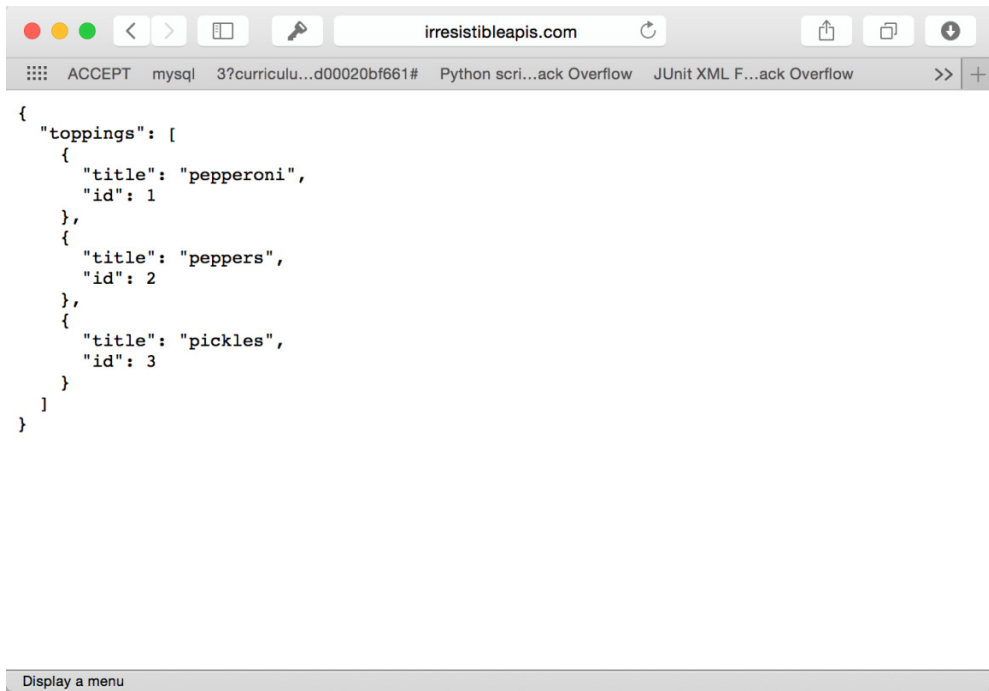 irresistibleapis.com
ACCEPT mysql 3?curriculu...d00020bf661# Python scri...ack Overflow JUnit XML F...ack Overflow >> +
{
  "toppings": [
    {
      "title": "pepperoni",
      "id": 1
    },
    {
      "title": "peppers",
      "id": 2
    },
    {
      "title": "pickles",
      "id": 3
    }
  ]
}
Display a menu